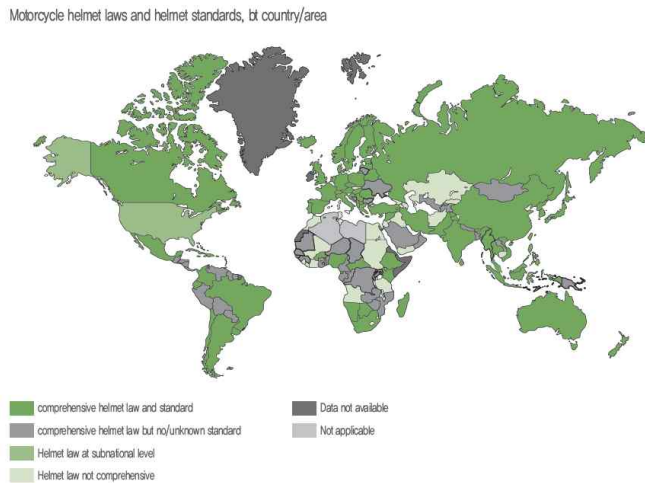 Motorcycle helmet laws and helmet standards, bt country/area
comprehensive helmet law and standard
comprehensive helmet law but no/unknown standard
Helmet law at subnational level
Helmet law not comprehensive
Data not available
Not applicable